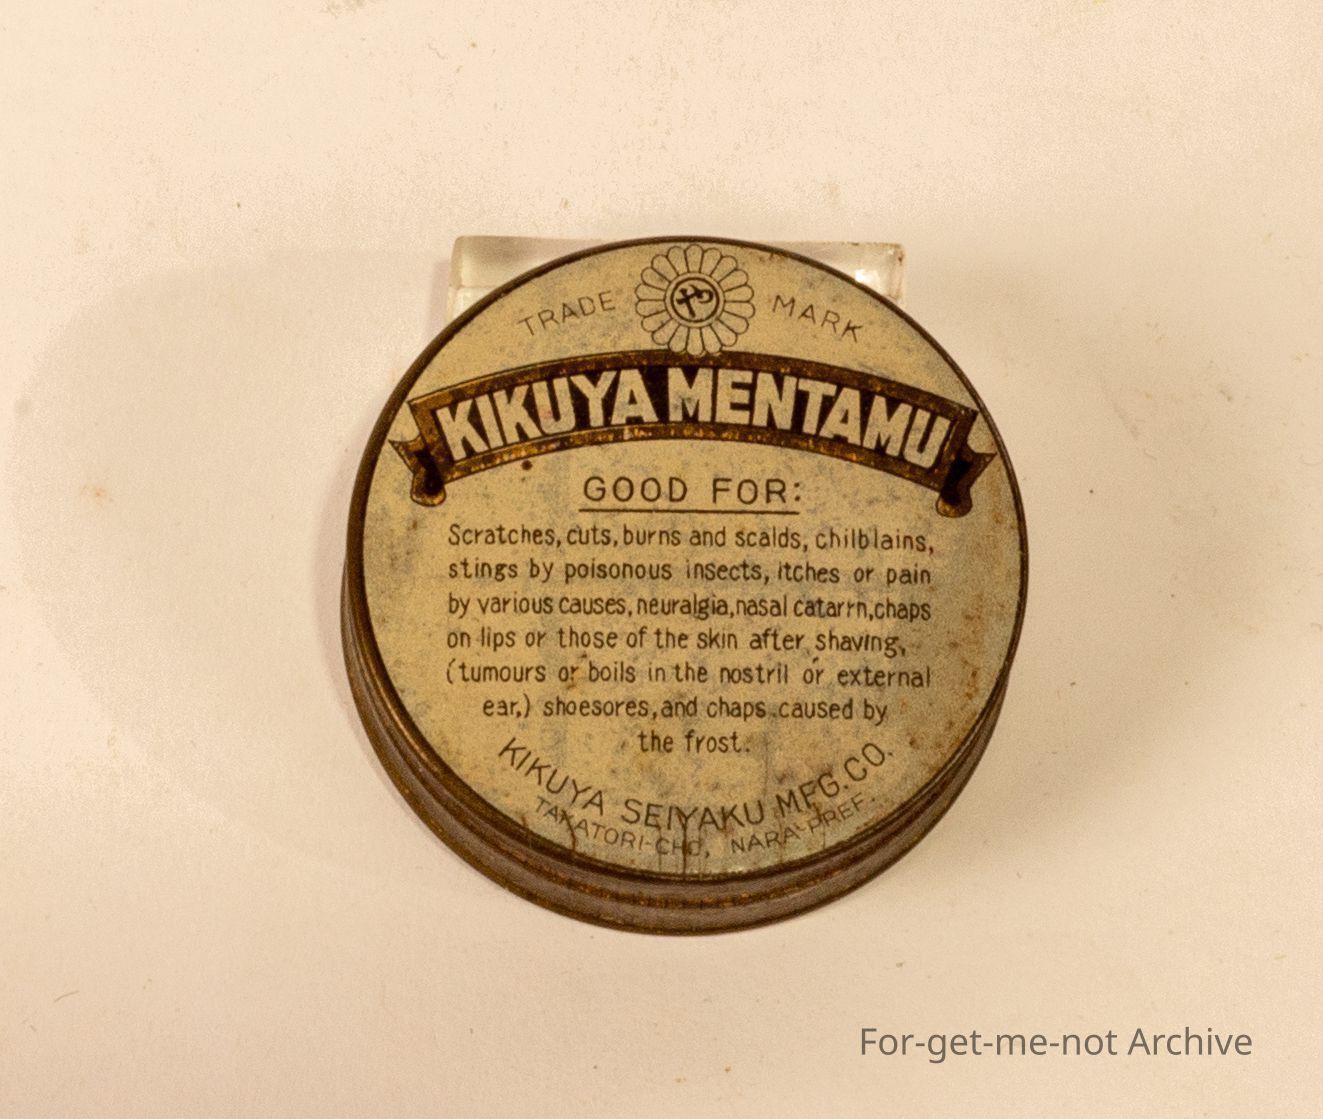 TRADE MARK
KIKUYA MENTAMU
GOOD FOR:
Scratches, cuts, burns and scalds, chilblains,
stings by poisonous insects, itches or pain
by various causes, neuralgia, nasal catarrn, chaps
on lips or those of the skin after shaving,
(tumours or boils in the nostril or external
ear,) shoesores, and chaps caused by
the frost.
KIKUYA SEIYAKU MFG. CO.
TAKATORI-CHO, NARA-PREF.
For-get-me-not Archive